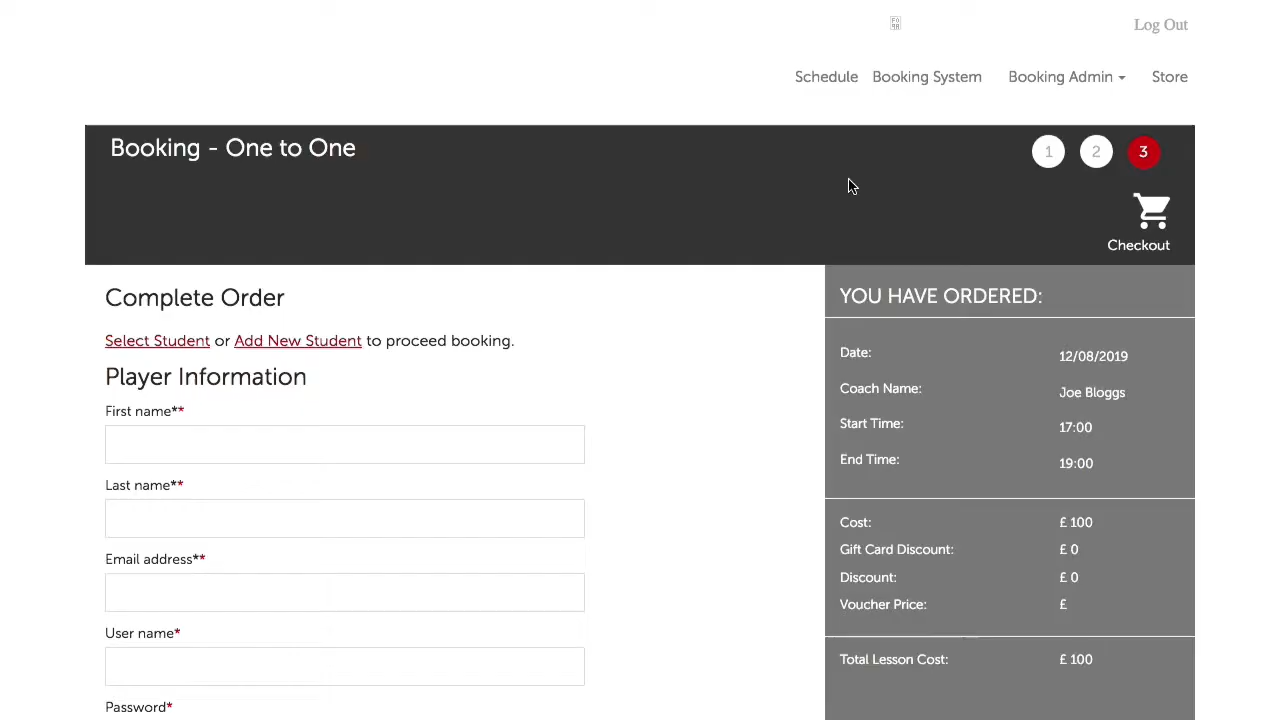 Log Out
Schedule Booking System Booking Admin Store
Booking - One to One
1 2 3
Checkout
Complete Order
Select Student or Add New Student to proceed booking.
Player Information
First name**
Last name**
Email address**
User name*
Password*
YOU HAVE ORDERED:
Date: 12/08/2019
Coach Name: Joe Bloggs
Start Time: 17:00
End Time: 19:00
Cost: £ 100
Gift Card Discount: £ 0
Discount: £ 0
Voucher Price: £
Total Lesson Cost: £ 100